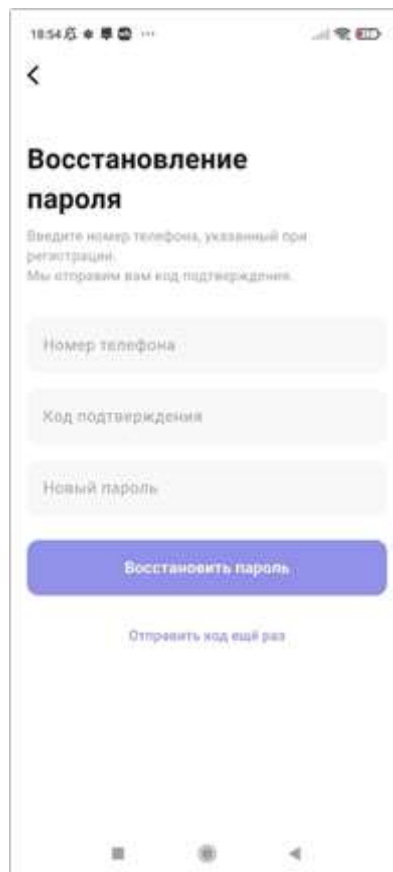 18:54
Восстановление
пароля
Введите номер телефона, указанный при
регистрации.
Мы отправим вам код подтверждения.
Номер телефона
Код подтверждения
Новый пароль
Восстановить пароль
Отправить код ещё раз